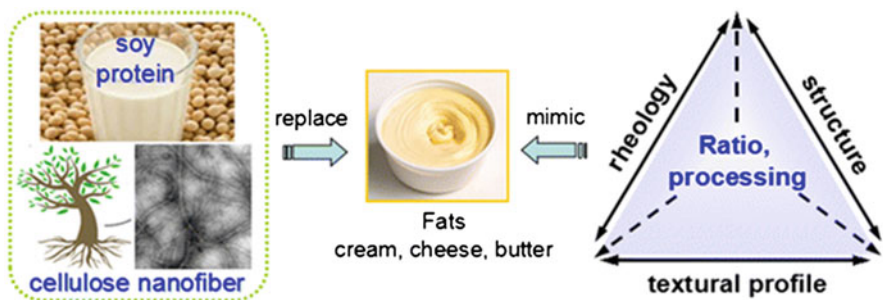 soy
protein
cellulose nanofiber
replace
Fats
cream, cheese, butter
mimic
rheology
structure
Ratio,
processing
textural profile